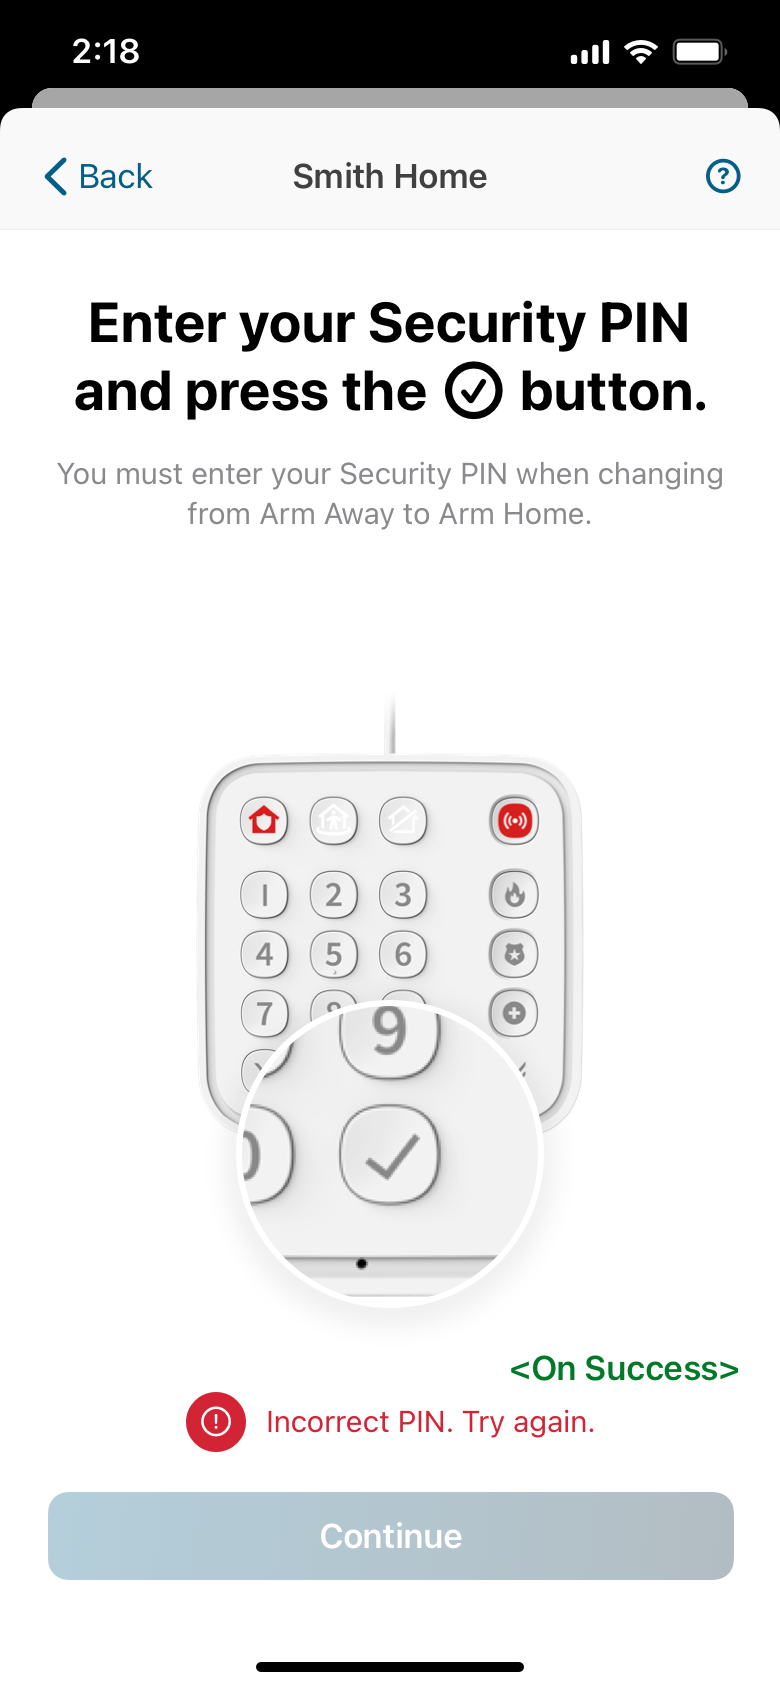 2:18
Back
Smith Home
?
Enter your Security PIN
and press the button.
You must enter your Security PIN when changing
from Arm Away to Arm Home.
1 2 3
4 5 6
7
9
0
<On Success>
Incorrect PIN. Try again.
Continue